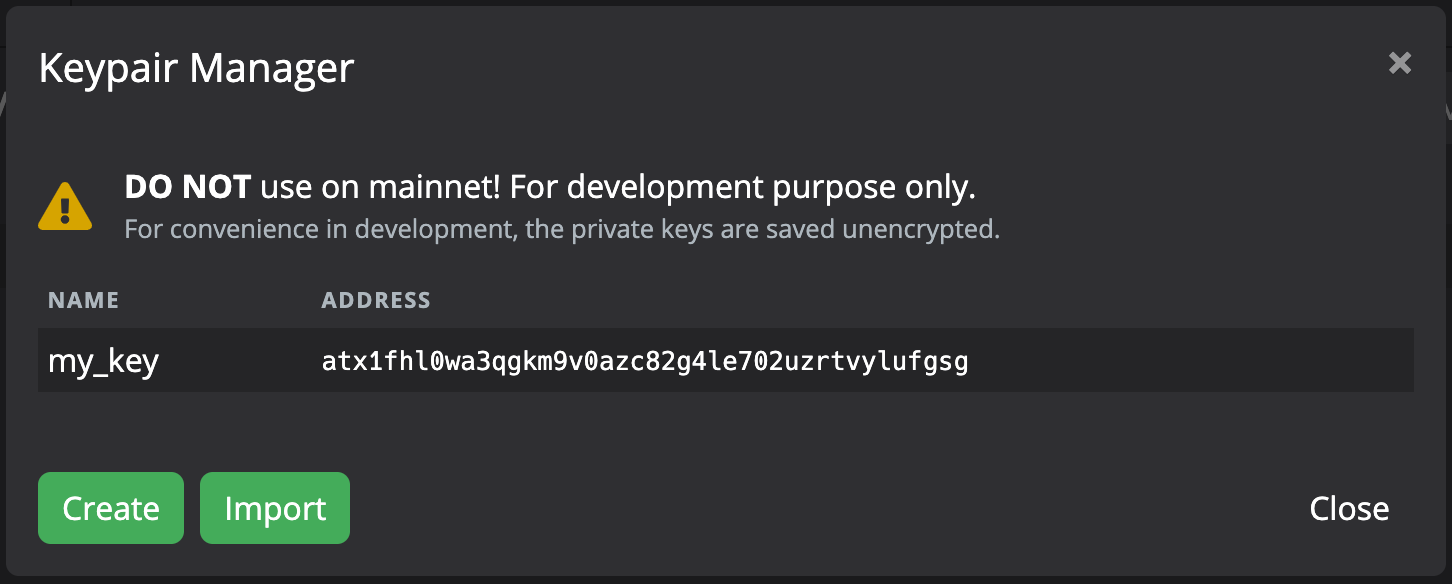 Keypair Manager
DO NOT use on mainnet! For development purpose only.
For convenience in development, the private keys are saved unencrypted.
NAME ADDRESS
my_key atx1fhl0wa3qgkm9v0azc82g4le702uzrtvylufgsg
Create Import Close